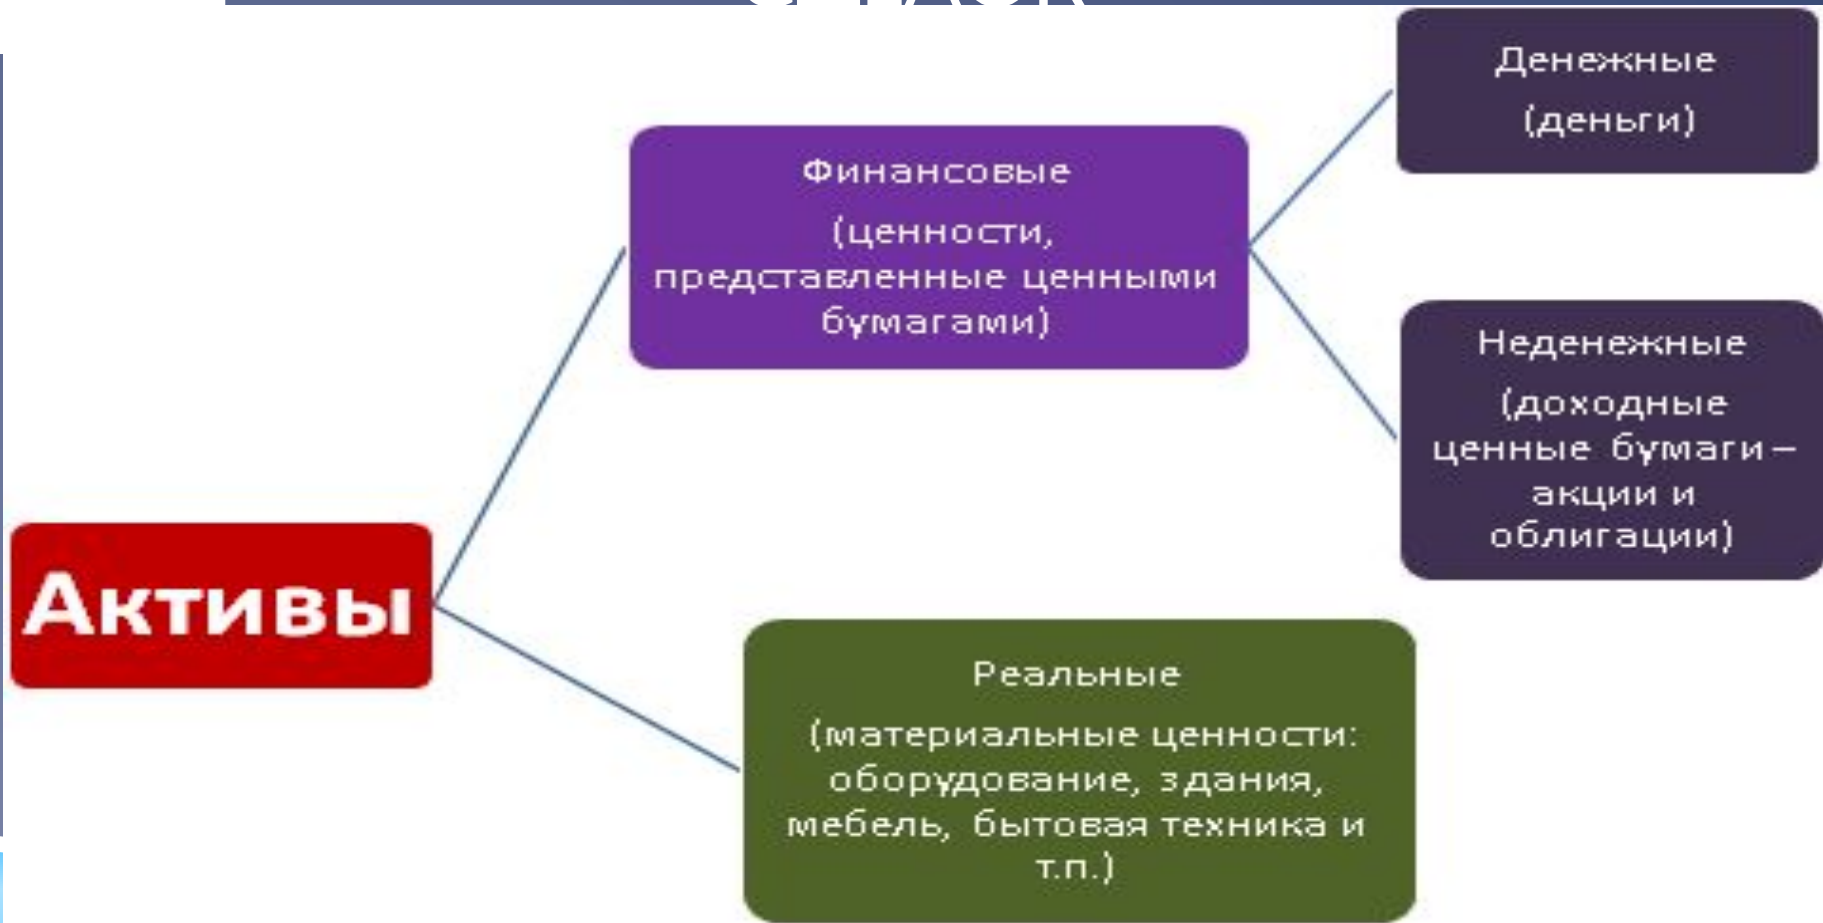 Денежные
(деньги)
Финансовые
(ценности,
представленные ценными
бумагами)
Неденежные
(доходные
ценные бумаги –
акции и
облигации)
Активы
Реальные
(материальные ценности:
оборудование, здания,
мебель, бытовая техника и
т.п.)